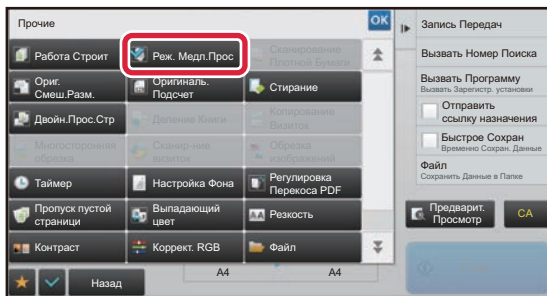 Прочие
OK
Запись Передач
Работа Строит
Реж. Медл.Прос
Сканирование
Плотной Бумаги
Вызвать Номер Поиска
Ориг.
Смеш.Разм.
Оригиналь.
Подсчет
Стирание
Вызвать Программу
Вызвать Зарегистр. установки
Двойн.Прос.Стр
Деление Книги
Копирование
Визиток
Отправить
ссылку назначения
Многосторонняя
обрезка
Сканир-ние
визиток
Обрезка
изображений
Быстрое Сохран
Временно Сохран. Данные
Таймер
Настройка Фона
Регулировка
Перекоса PDF
Файл
Сохранить Данные в Папке
Пропуск пустой
страници
Выпадающий
цвет
Резкость
Предварит.
Просмотр
CA
Контраст
Коррект. RGB
Файл
Назад
A4
A4